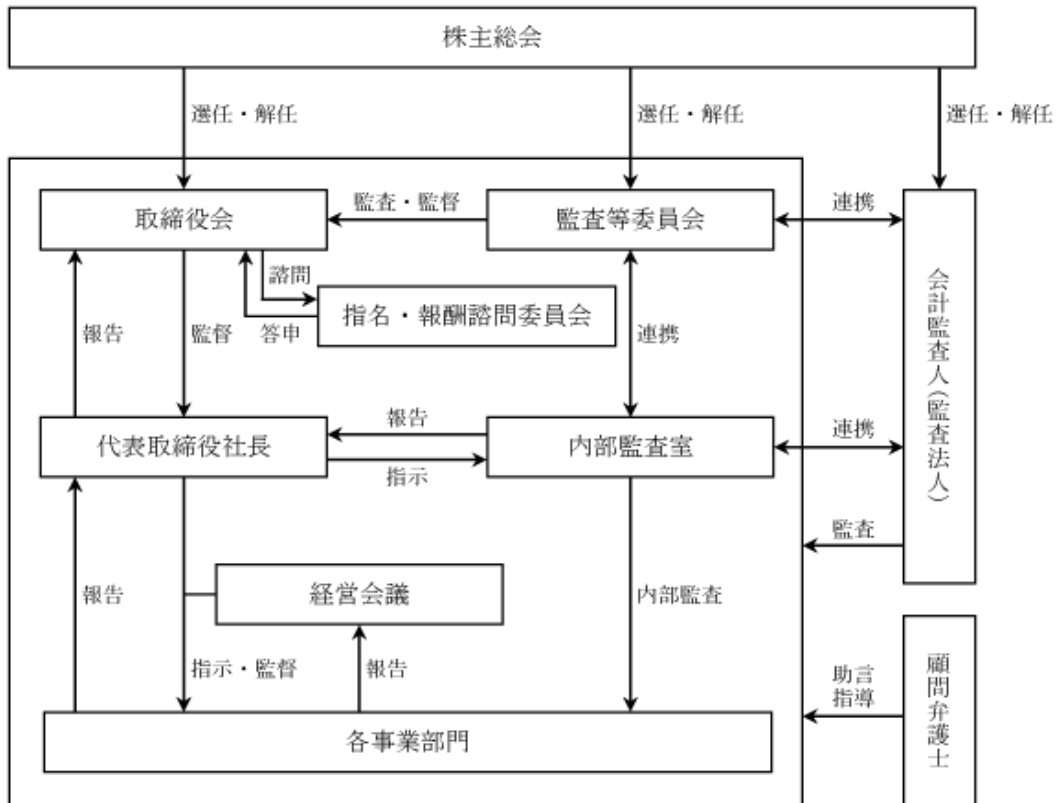 株主総会
選任・解任
選任・解任
選任・解任
取締役会
監査・監督
監査等委員会
連携
諮問
指名・報酬諮問委員会
答申
報告
監督
連携
会計監査人(監査法人)
代表取締役社長
報告
指示
内部監査室
連携
監査
報告
経営会議
内部監査
指示・監督
報告
助言
指導
顧問弁護士
各事業部門